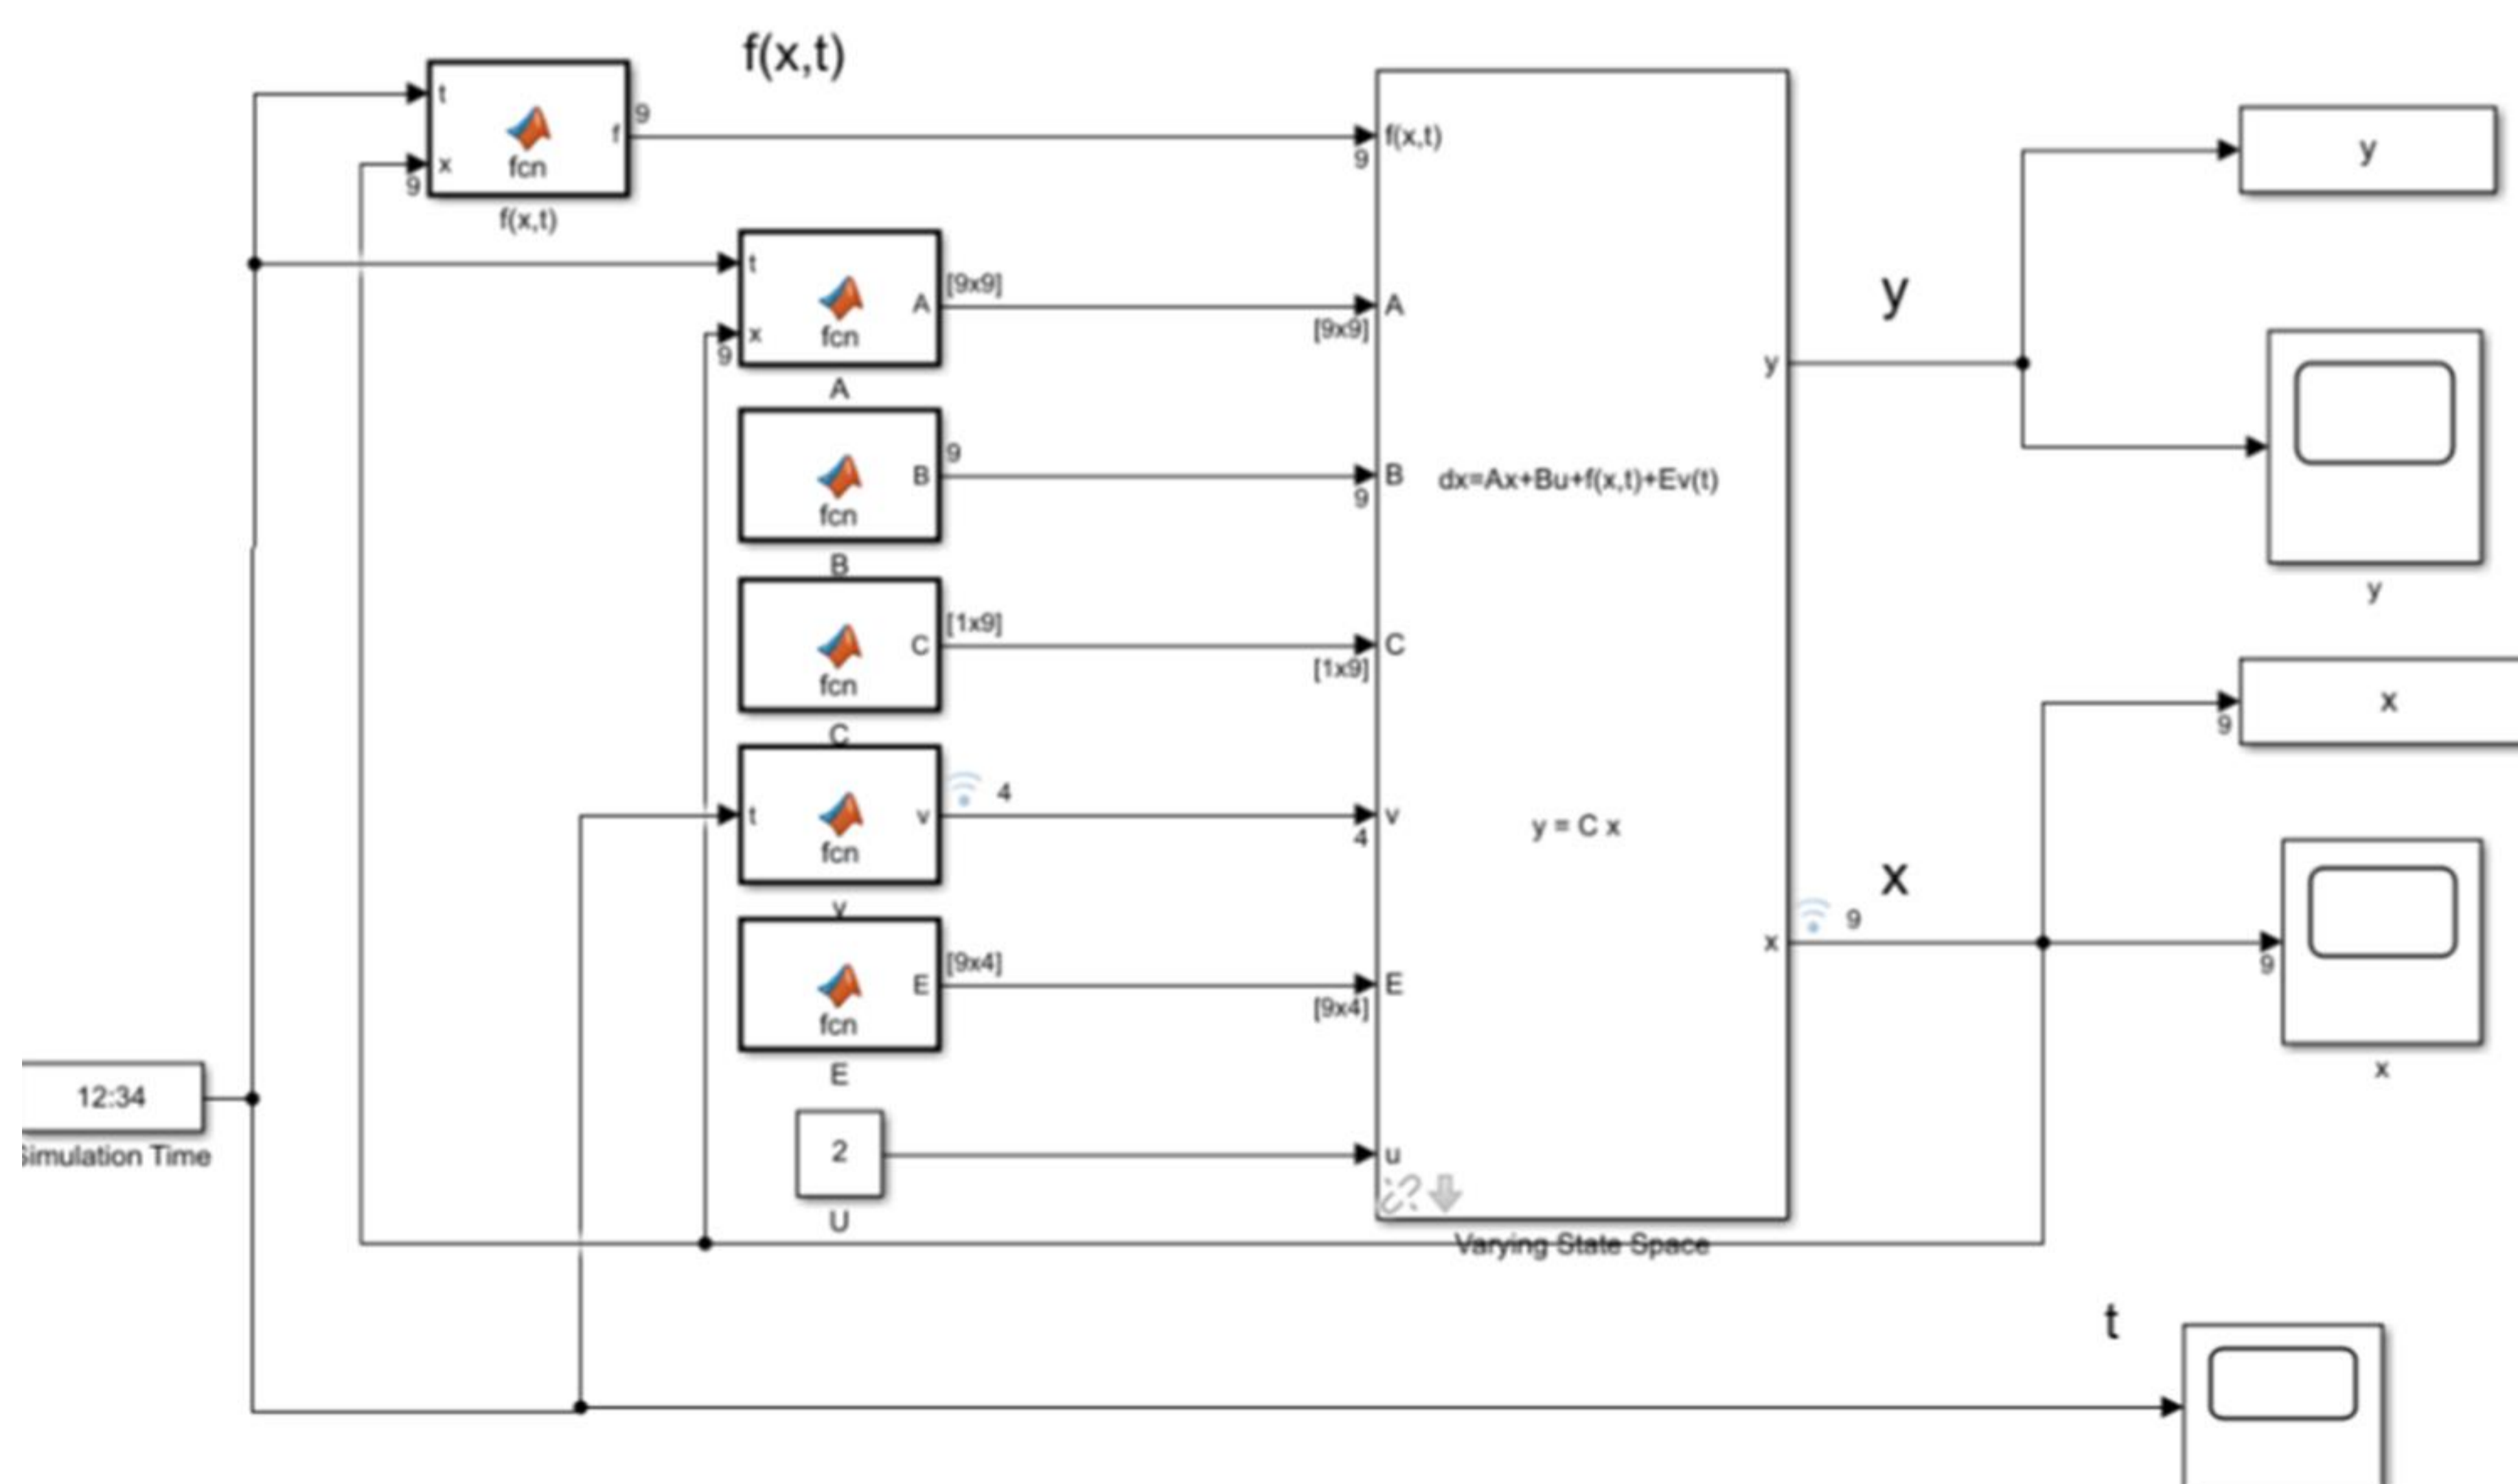 f(x,t)
t
x
9
fcn
f
9
f(x,t)
f(x,t)
9
t
x
9
fcn
A
[9x9]
A
A
[9x9]
fcn
B
9
B
B
9
fcn
C
[1x9]
C
C
[1x9]
t
fcn
v
4
v
v
4
fcn
E
[9x4]
E
E
[9x4]
2
U
u
dx=Ax+Bu+f(x,t)+Ev(t)
y = C x
y
x
9
Varying State Space
y
y
y
x
x
9
9
x
12:34
Simulation Time
t